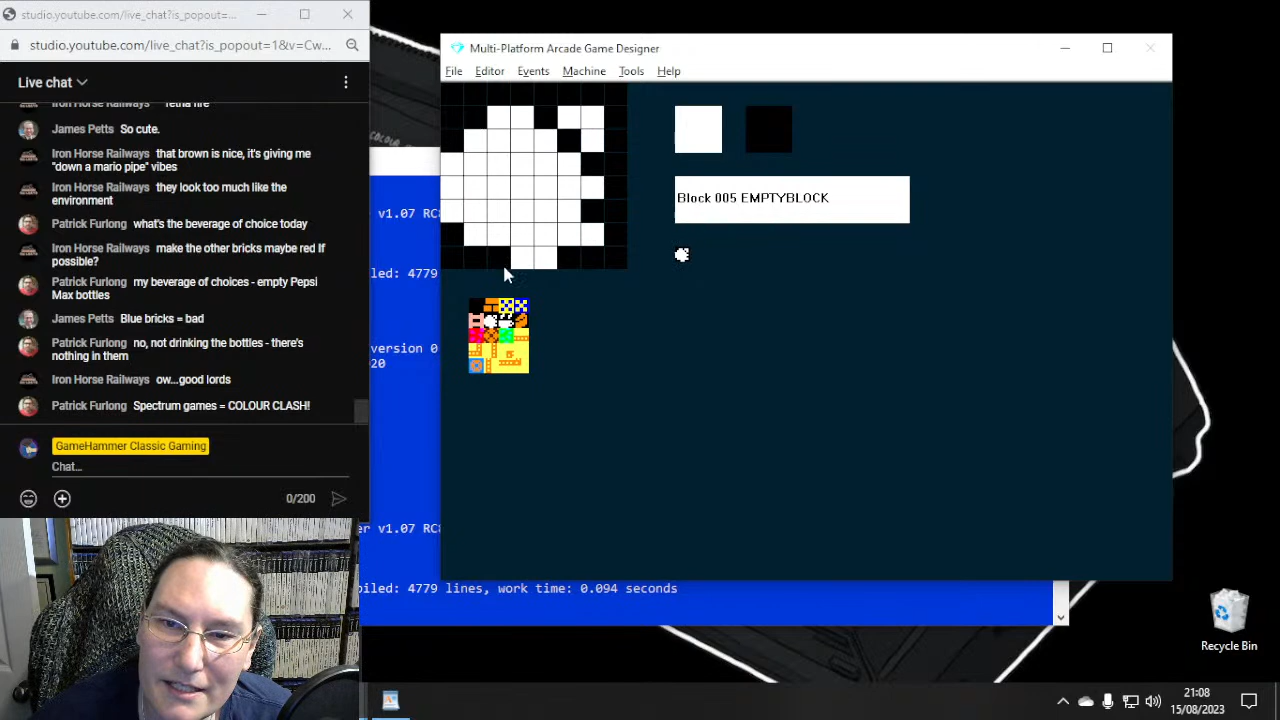 studio.youtube.com/live_chat?is_popout=...
studio.youtube.com/live_chat?is_popout=1&v=Cw...
Live chat
Iron Horse Railways
James Petts So cute.
Iron Horse Railways that brown is nice, it's giving me
"down a mario pipe" vibes
Iron Horse Railways they look too much like the
environment
Patrick Furlong what's the beverage of choice today
Iron Horse Railways make the other bricks maybe red If
possible?
Patrick Furlong my beverage of choices - empty Pepsi
Max bottles
James Petts Blue bricks = bad
Patrick Furlong no, not drinking the bottles - there's
nothing in them
Iron Horse Railways ow...good lords
Patrick Furlong Spectrum games = COLOUR CLASH!
GameHammer Classic Gaming
Chat...
0/200
Multi-Platform Arcade Game Designer
File Editor Events Machine Tools Help
Block 005 EMPTYBLOCK
er v1.07 RC
led: 4779
version 0
20
er v1.07 RC
piled: 4779 lines, work time: 0.094 seconds
Recycle Bin
21:08
15/08/2023